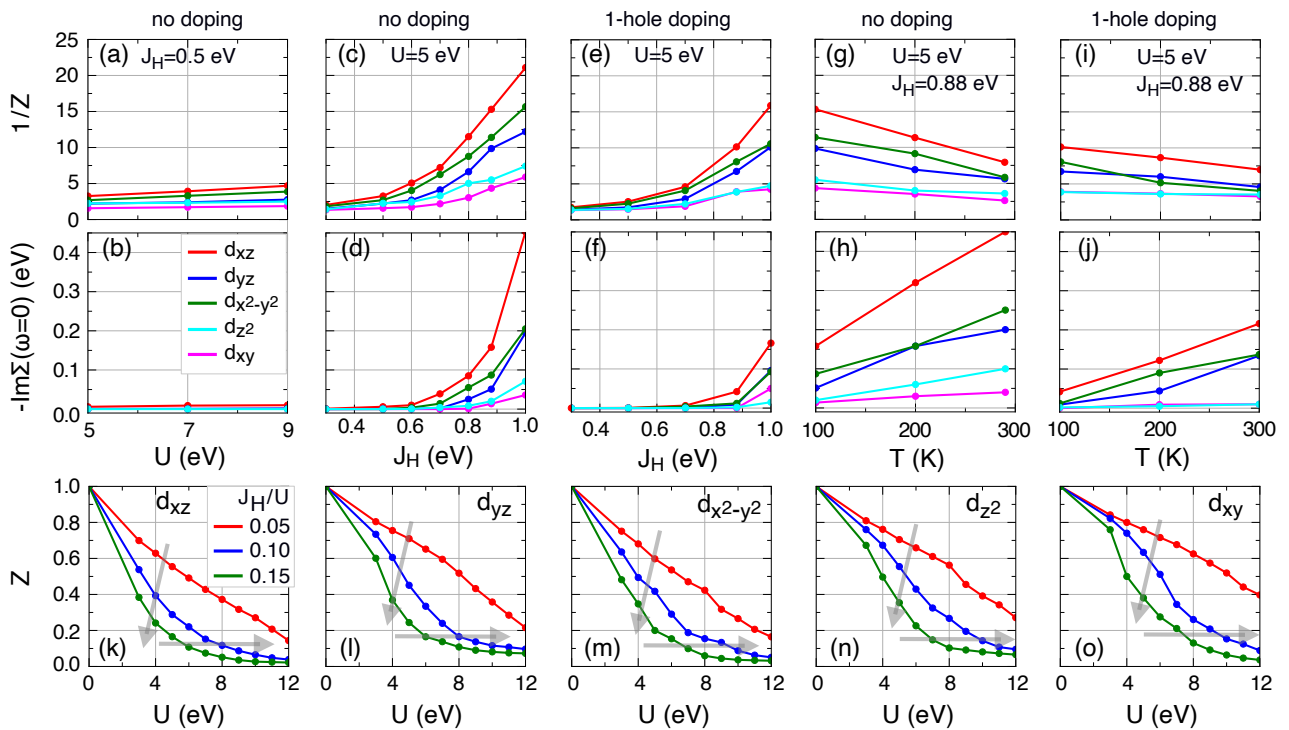 no doping
no doping
1-hole doping
no doping
1-hole doping
1/Z
25
20
15
10
5
0
(a)
J_H=0.5 eV
(c)
U=5 eV
(e)
U=5 eV
(g)
U=5 eV
J_H=0.88 eV
(i)
U=5 eV
J_H=0.88 eV
-ImΣ(ω=0) (eV)
0.4
0.3
0.2
0.1
0.0
(b)
d_xz
d_yz
d_x²-y²
d_z²
d_xy
(d)
(f)
(h)
(j)
5 7 9
U (eV)
0.4 0.6 0.8 1.0
J_H (eV)
0.4 0.6 0.8 1.0
J_H (eV)
100 200 300
T (K)
100 200 300
T (K)
Z
1.0
0.8
0.6
0.4
0.2
0.0
d_xz
J_H/U
0.05
0.10
0.15
(k)
d_yz
(l)
d_x²-y²
(m)
d_z²
(n)
d_xy
(o)
0 4 8 12
U (eV)
0 4 8 12
U (eV)
0 4 8 12
U (eV)
0 4 8 12
U (eV)
0 4 8 12
U (eV)